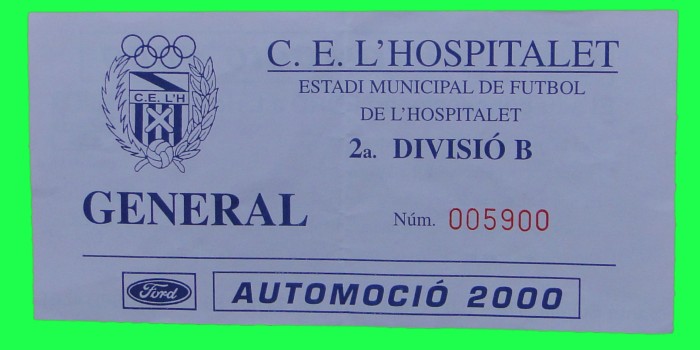 C. E. L'HOSPITALET
ESTADI MUNICIPAL DE FUTBOL
DE L'HOSPITALET
2a. DIVISIÓ B
C.E. L'H
GENERAL
Núm. 005900
Ford
AUTOMOCIÓ 2000